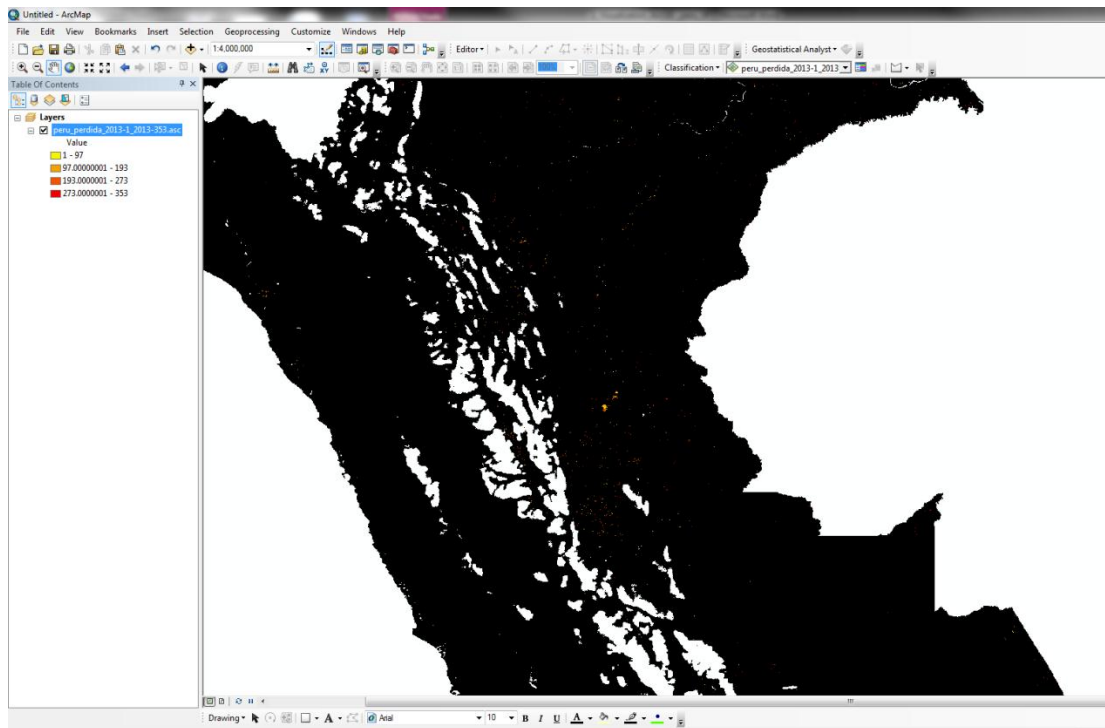 Untitled - ArcMap
File Edit View Bookmarks Insert Selection Geoprocessing Customize Windows Help
1:4,000,000 Editor Geostatistical Analyst
Classification peru_perdida_2013-1_2013
Table Of Contents
Layers
peru_perdida_2013-1_2013-353.asc
Value
1 - 97
97.0000001 - 193
193.0000001 - 273
273.0000001 - 353
Drawing A Arial 10 B I U A